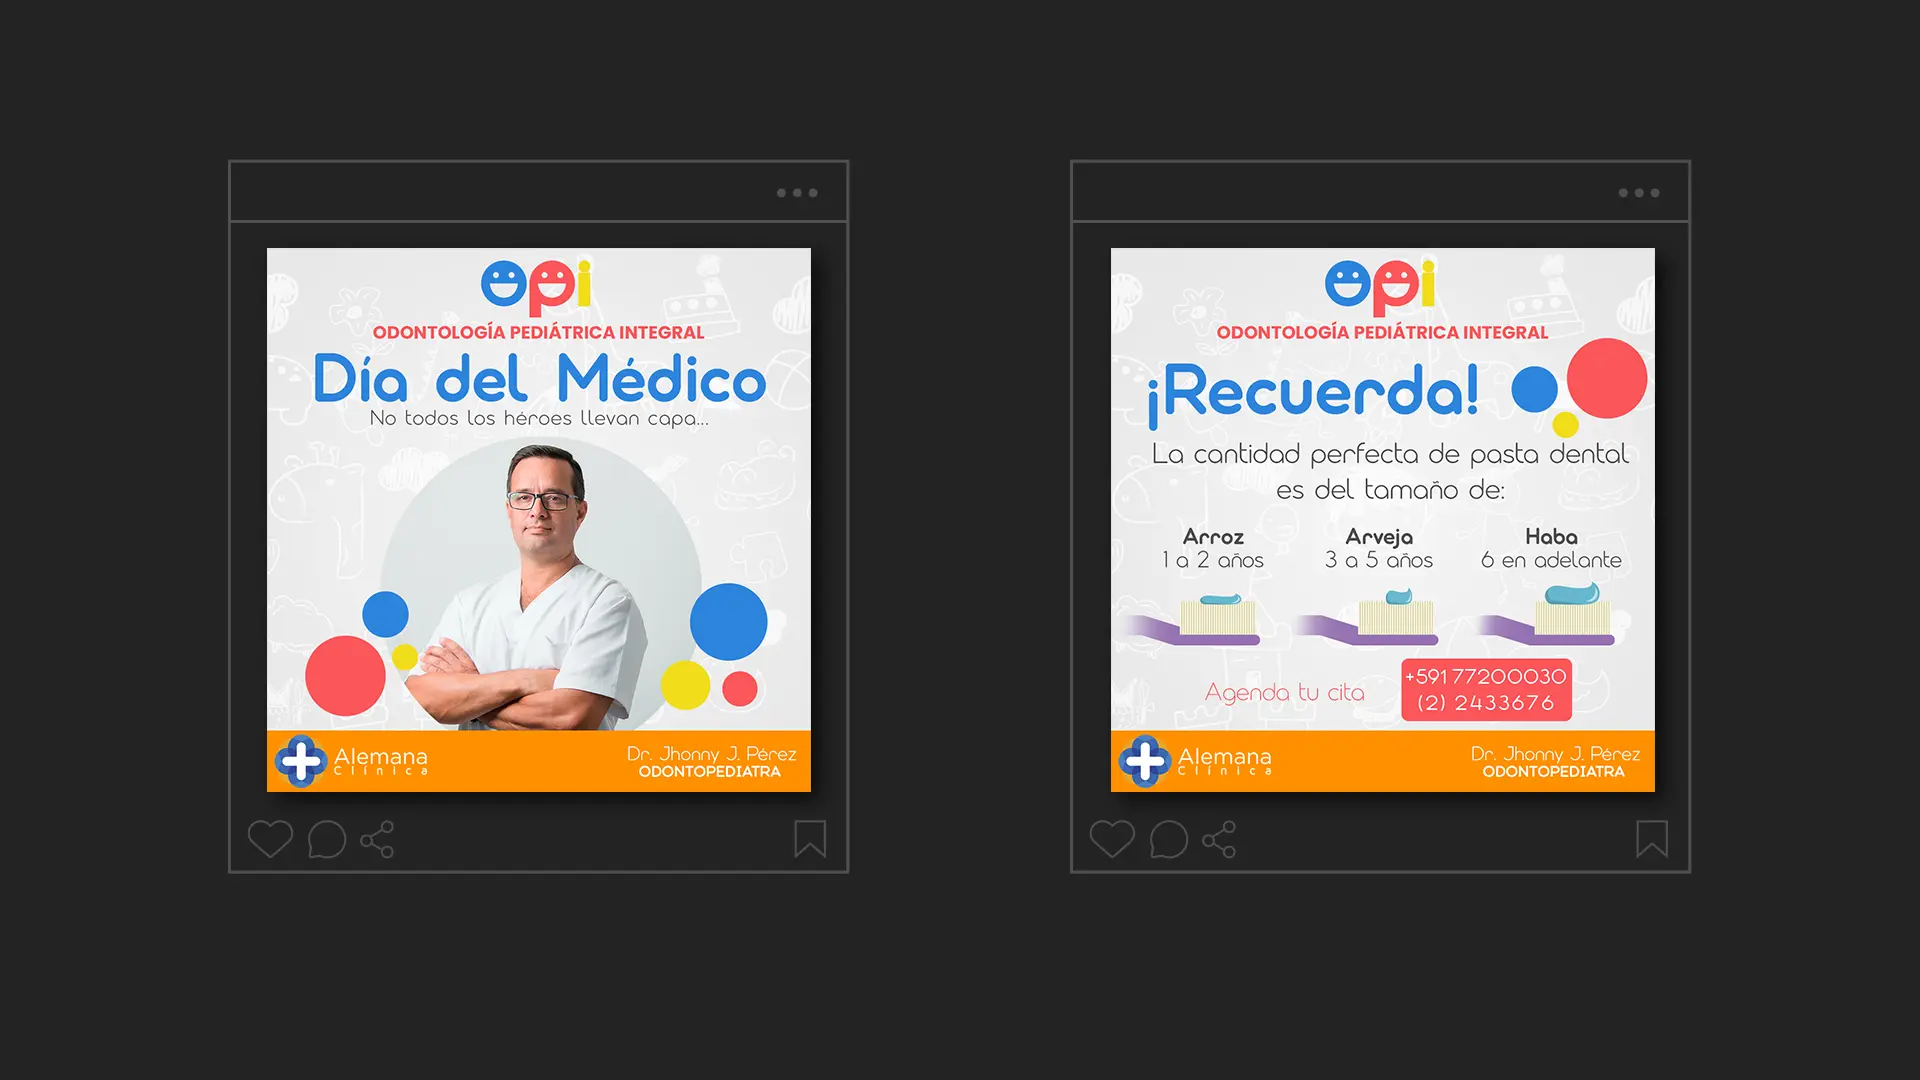 opi
ODONTOLOGÍA PEDIÁTRICA INTEGRAL
Día del Médico
No todos los héroes llevan capa...
Alemana
Clínica
Dr. Jhonny J. Pérez
ODONTOPEDIATRA
opi
ODONTOLOGÍA PEDIÁTRICA INTEGRAL
¡Recuerda!
La cantidad perfecta de pasta dental
es del tamaño de:
Arroz
1 a 2 años
Arveja
3 a 5 años
Haba
6 en adelante
Agenda tu cita
+591 77200030
(2) 2433676
Alemana
Clínica
Dr. Jhonny J. Pérez
ODONTOPEDIATRA